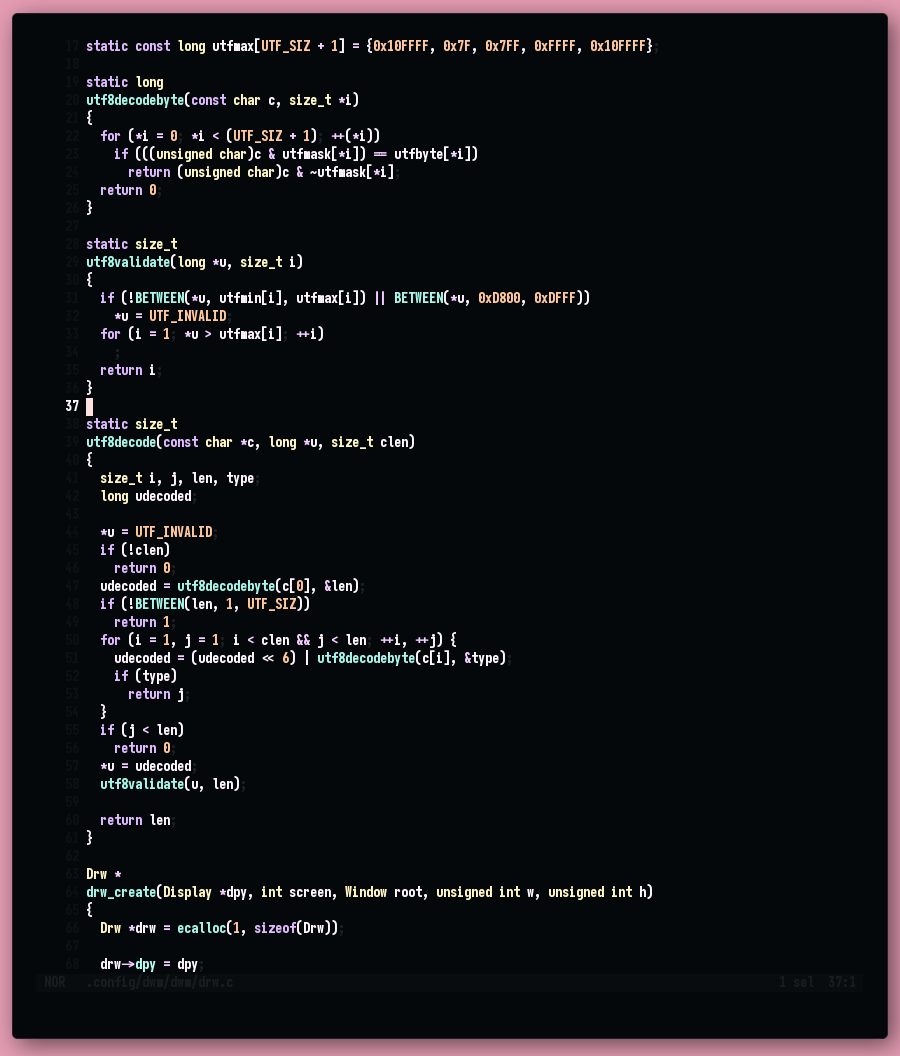 17 static const long utfmax[UTF_SIZ + 1] = {0x10FFFF, 0x7F, 0x7FF, 0xFFFF, 0x10FFFF};
18
19 static long
20 utf8decodebyte(const char c, size_t *i)
21 {
22   for (*i = 0; *i < (UTF_SIZ + 1); ++(*i))
23     if (((unsigned char)c & utfmask[*i]) == utfbyte[*i])
24       return (unsigned char)c & ~utfmask[*i];
25   return 0;
26 }
27
28 static size_t
29 utf8validate(long *u, size_t i)
30 {
31   if (!BETWEEN(*u, utfmin[i], utfmax[i]) || BETWEEN(*u, 0xD800, 0xDFFF))
32     *u = UTF_INVALID;
33   for (i = 1; *u > utfmax[i]; ++i)
34     ;
35   return i;
36 }
37
38 static size_t
39 utf8decode(const char *c, long *u, size_t clen)
40 {
41   size_t i, j, len, type;
42   long udecoded;
43
44   *u = UTF_INVALID;
45   if (!clen)
46     return 0;
47   udecoded = utf8decodebyte(c[0], &len);
48   if (!BETWEEN(len, 1, UTF_SIZ))
49     return 1;
50   for (i = 1, j = 1; i < clen && j < len; ++i, ++j) {
51     udecoded = (udecoded << 6) | utf8decodebyte(c[i], &type);
52     if (type)
53       return j;
54   }
55   if (j < len)
56     return 0;
57   *u = udecoded;
58   utf8validate(u, len);
59
60   return len;
61 }
62
63 Drw *
64 drw_create(Display *dpy, int screen, Window root, unsigned int w, unsigned int h)
65 {
66   Drw *drw = ecalloc(1, sizeof(Drw));
67
68   drw->dpy = dpy;
NOR .config/dwm/dwm/drw.c 1 sel 37:1